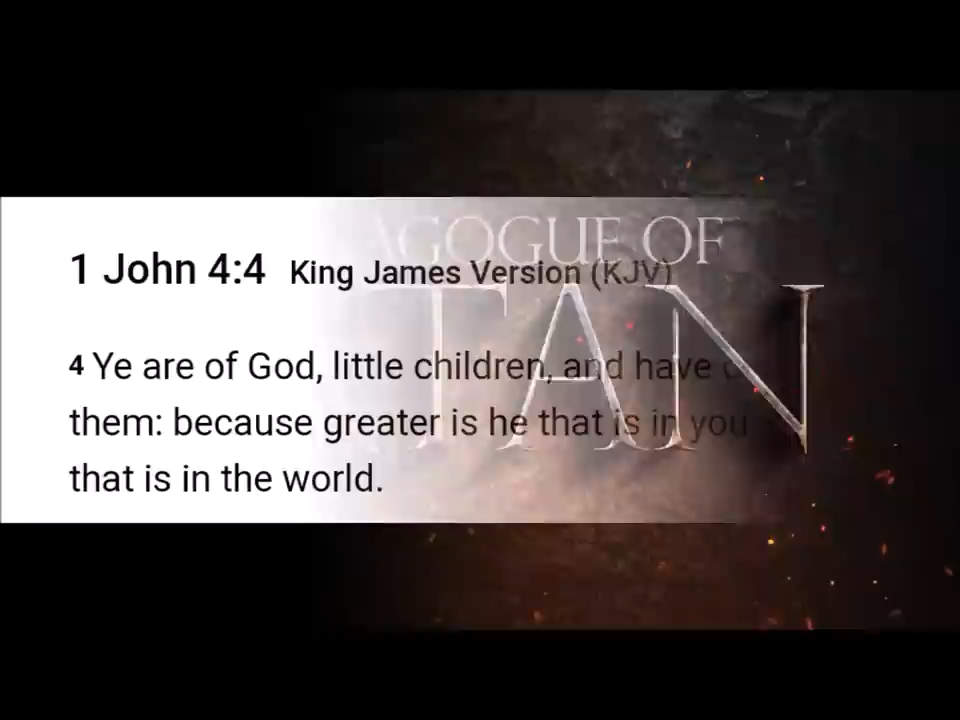 AGOGUE OF
TAN
1 John 4:4 King James Version (KJV)
4 Ye are of God, little children, and have
them: because greater is he that is in you
that is in the world.